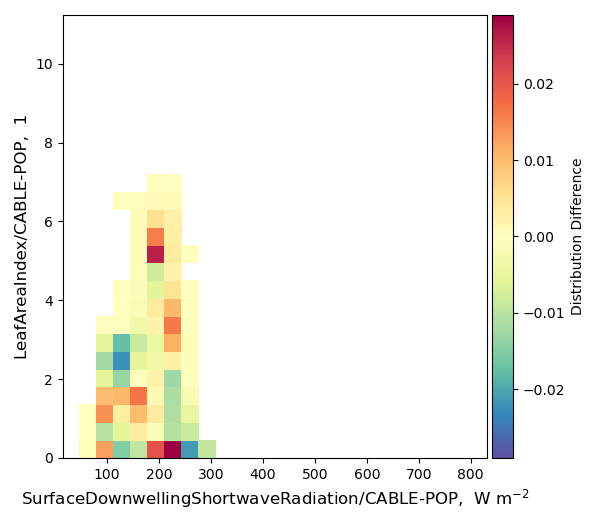 10
8
6
4
2
0
LeafAreaIndex/CABLE-POP,  1
100 200 300 400 500 600 700 800
SurfaceDownwellingShortwaveRadiation/CABLE-POP,  W m⁻²
0.02
0.01
0.00
−0.01
−0.02
Distribution Difference